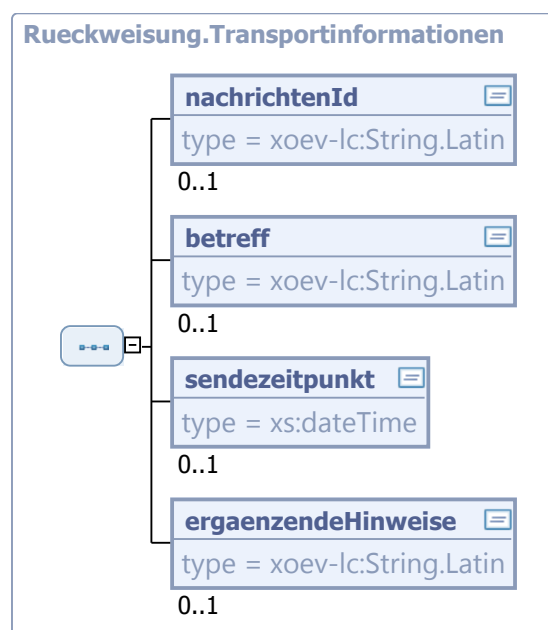 Rueckweisung.Transportinformationen
nachrichtenId
type = xoev-lc:String.Latin
0..1
betreff
type = xoev-lc:String.Latin
0..1
sendezeitpunkt
type = xs:dateTime
0..1
ergaenzendeHinweise
type = xoev-lc:String.Latin
0..1